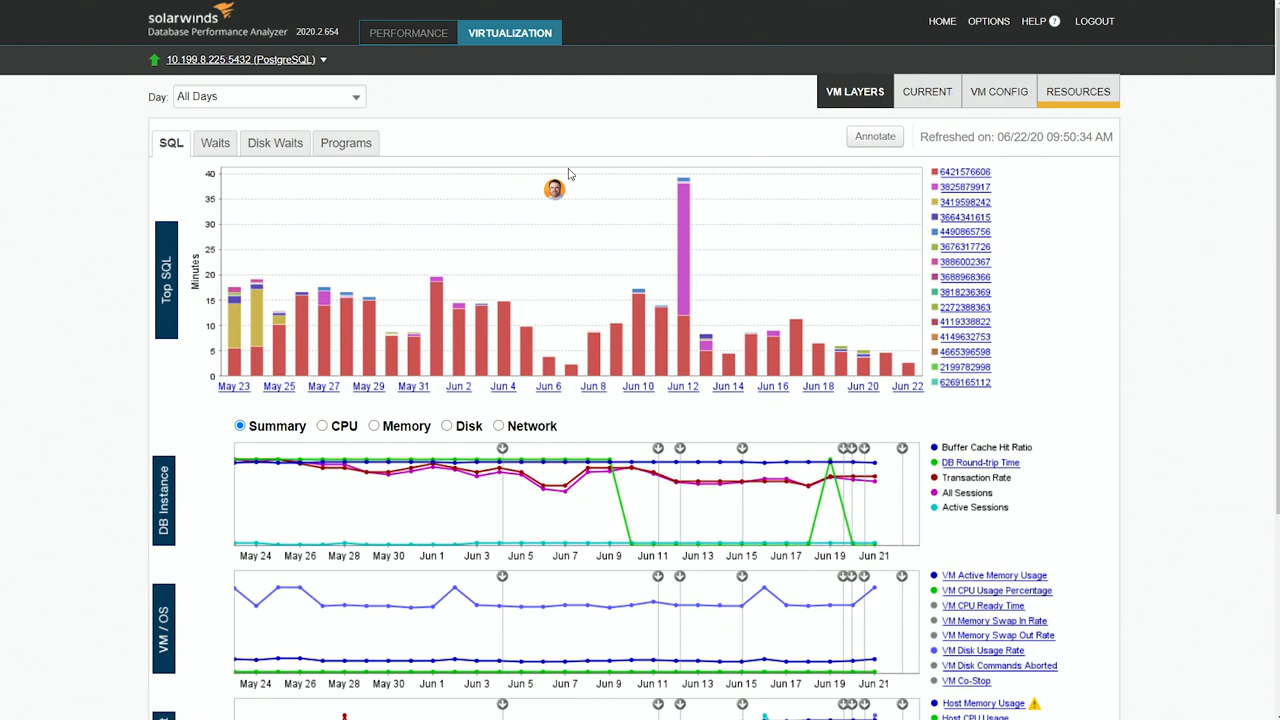 solarwinds
Database Performance Analyzer 2020.2.654
PERFORMANCE VIRTUALIZATION
HOME OPTIONS HELP ? LOGOUT
10.199.8.225:5432 (PostgreSQL)
Day: All Days
VM LAYERS CURRENT VM CONFIG RESOURCES
SQL Waits Disk Waits Programs
Annotate Refreshed on: 06/22/20 09:50:34 AM
Top SQL
Minutes
40
35
30
25
20
15
10
5
0
May 23 May 25 May 27 May 29 May 31 Jun 2 Jun 4 Jun 6 Jun 8 Jun 10 Jun 12 Jun 14 Jun 16 Jun 18 Jun 20 Jun 22
6421576606
3825879917
3419598242
3664341615
4490865756
3676317726
3886002367
3688968366
3818236369
2272388363
4119338822
4149632753
4665396598
2199782998
6269165112
Summary CPU Memory Disk Network
DB Instance
May 24 May 26 May 28 May 30 Jun 1 Jun 3 Jun 5 Jun 7 Jun 9 Jun 11 Jun 13 Jun 15 Jun 17 Jun 19 Jun 21
Buffer Cache Hit Ratio
DB Round-trip Time
Transaction Rate
All Sessions
Active Sessions
VM / OS
May 24 May 26 May 28 May 30 Jun 1 Jun 3 Jun 5 Jun 7 Jun 9 Jun 11 Jun 13 Jun 15 Jun 17 Jun 19 Jun 21
VM Active Memory Usage
VM CPU Usage Percentage
VM CPU Ready Time
VM Memory Swap In Rate
VM Memory Swap Out Rate
VM Disk Usage Rate
VM Disk Commands Aborted
VM Co-Stop
Host Memory Usage
Host CPU Usage